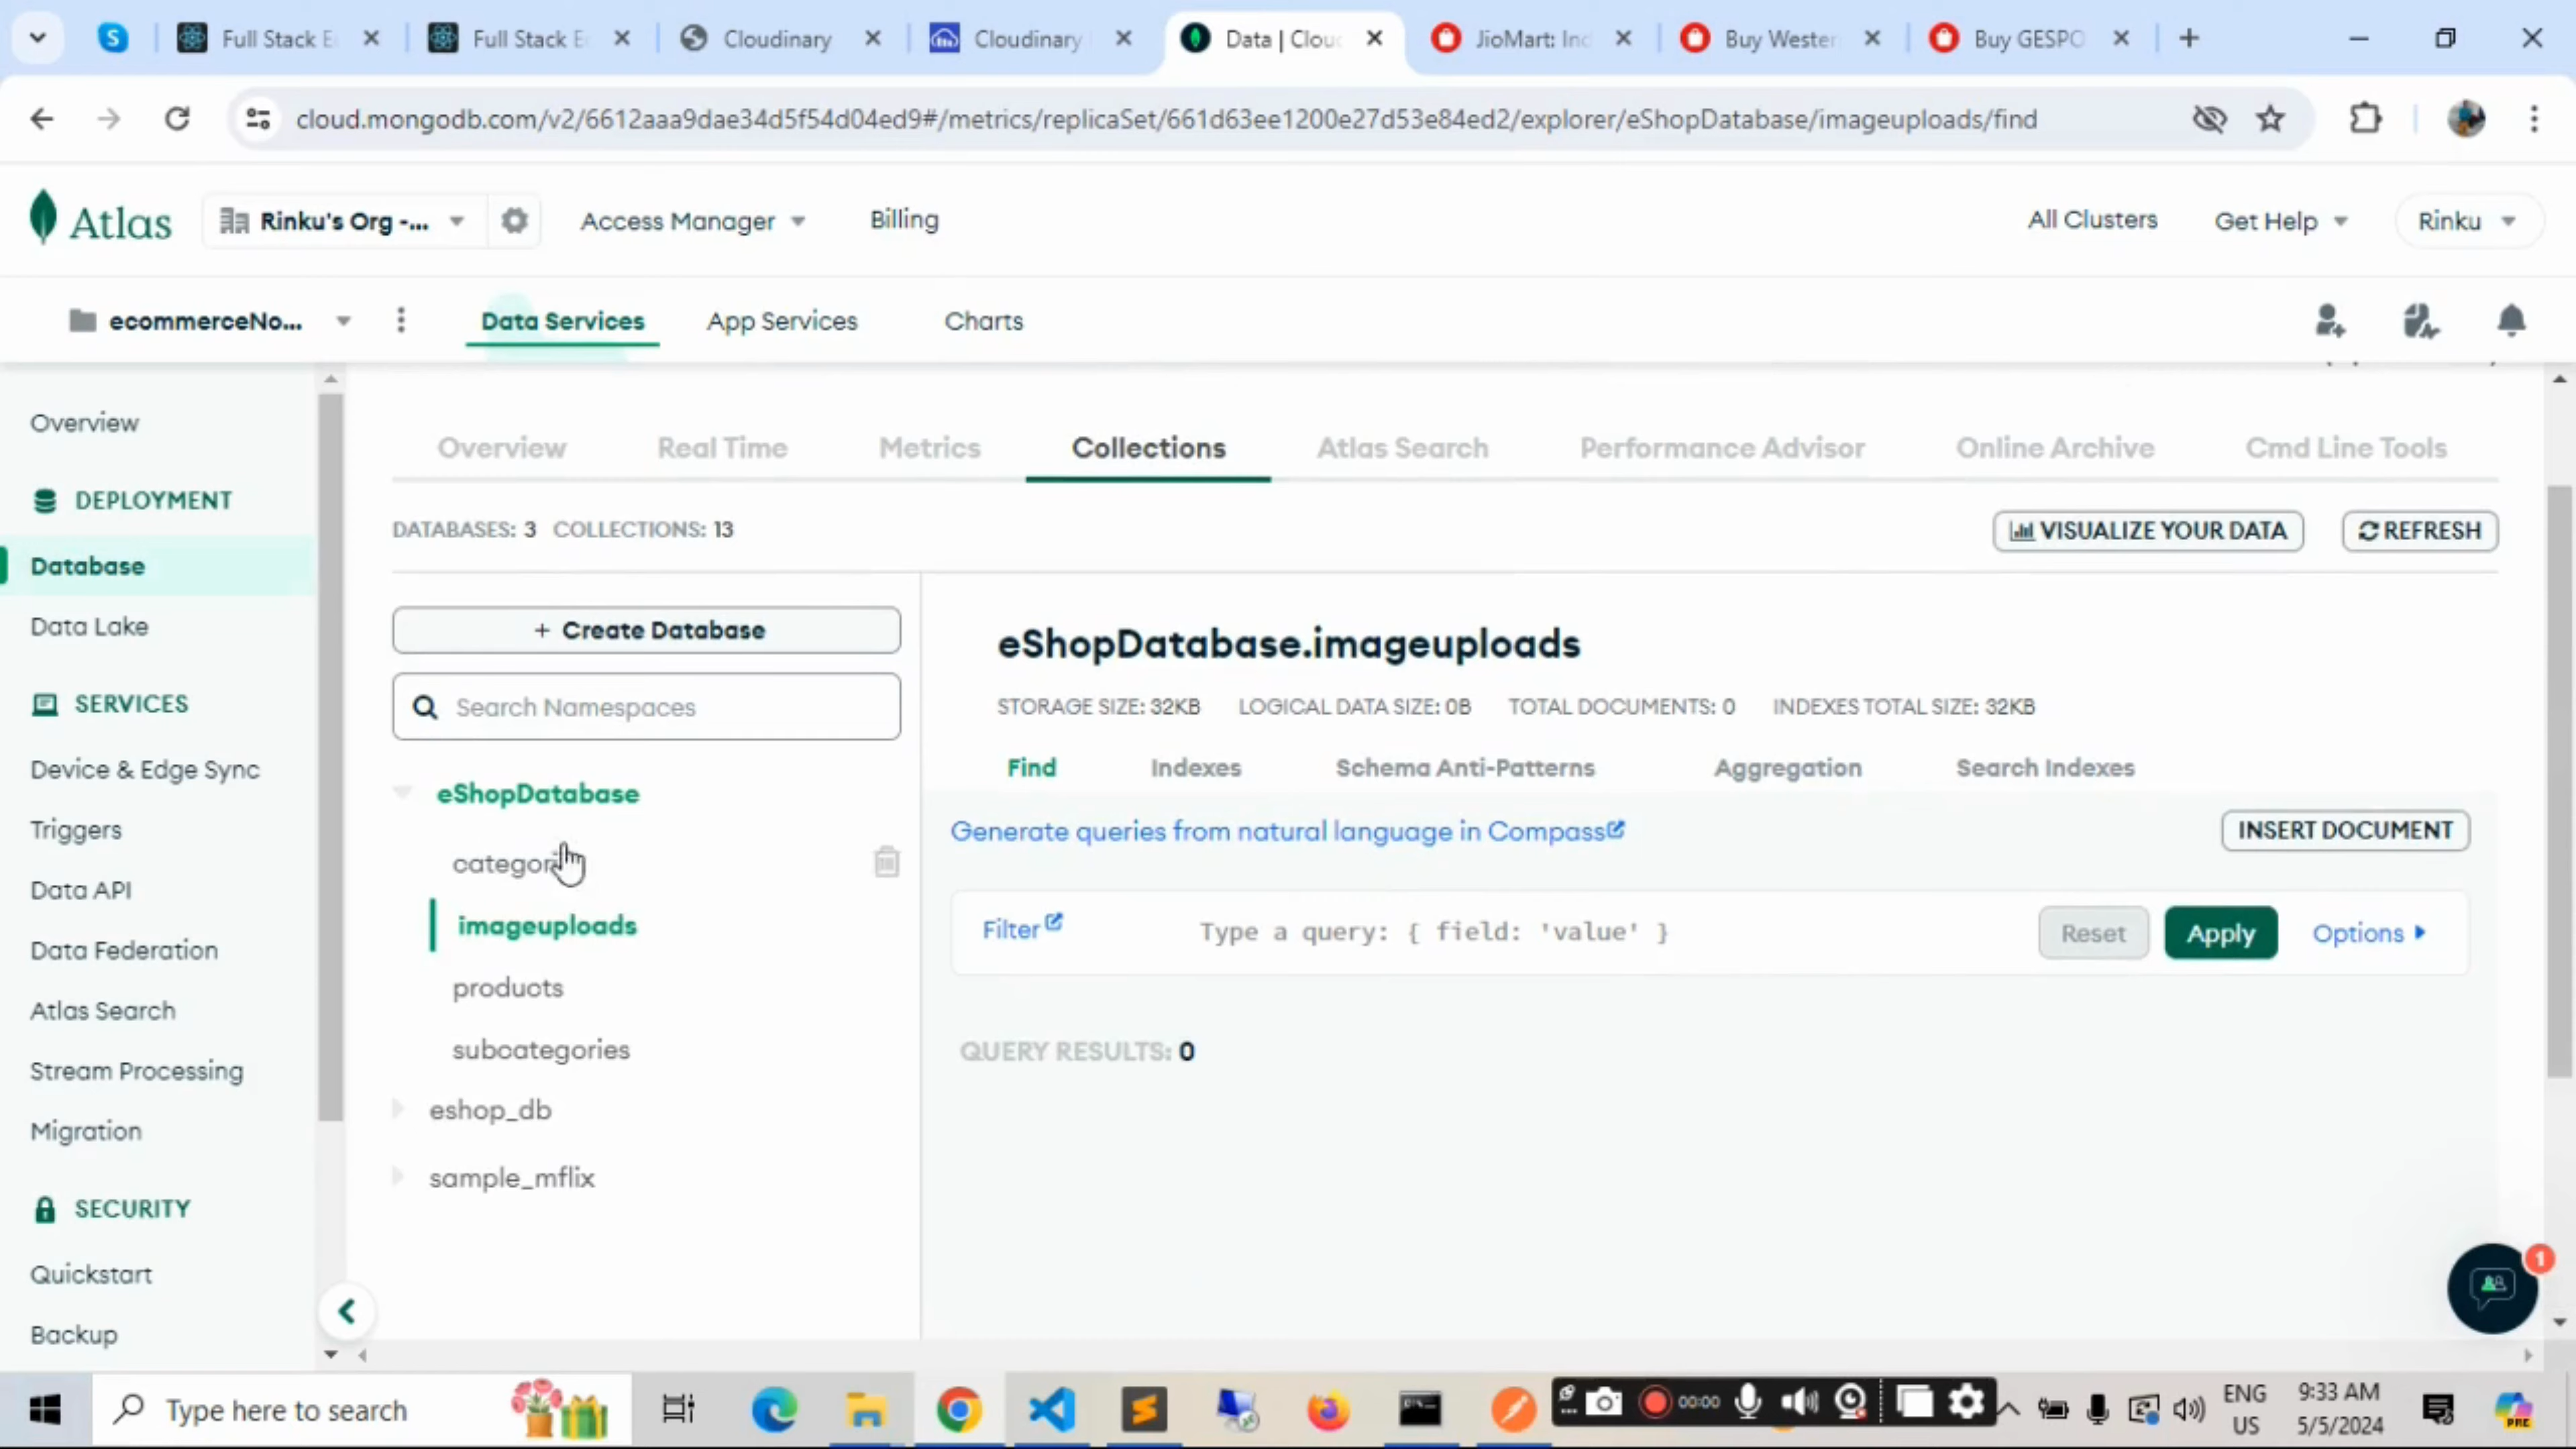 Full Stack E
Full Stack E
Cloudinary
Cloudinary
Data | Clou
JioMart: Ind
Buy Wester
Buy GESPO
cloud.mongodb.com/v2/6612aaa9dae34d5f54d04ed9#/metrics/replicaSet/661d63ee1200e27d53e84ed2/explorer/eShopDatabase/imageuploads/find
Atlas
Rinku's Org -...
Access Manager
Billing
All Clusters
Get Help
Rinku
ecommerceNo...
Data Services
App Services
Charts
Overview
DEPLOYMENT
Database
Data Lake
SERVICES
Device & Edge Sync
Triggers
Data API
Data Federation
Atlas Search
Stream Processing
Migration
SECURITY
Quickstart
Backup
Overview
Real Time
Metrics
Collections
Atlas Search
Performance Advisor
Online Archive
Cmd Line Tools
DATABASES: 3 COLLECTIONS: 13
VISUALIZE YOUR DATA
REFRESH
+ Create Database
Search Namespaces
eShopDatabase
categori
imageuploads
products
subcategories
eshop_db
sample_mflix
eShopDatabase.imageuploads
STORAGE SIZE: 32KB LOGICAL DATA SIZE: 0B TOTAL DOCUMENTS: 0 INDEXES TOTAL SIZE: 32KB
Find
Indexes
Schema Anti-Patterns
Aggregation
Search Indexes
Generate queries from natural language in Compass
INSERT DOCUMENT
Filter
Type a query: { field: 'value' }
Reset
Apply
Options
QUERY RESULTS: 0
1
Type here to search
00:00
ENG
US
9:33 AM
5/5/2024
PRE